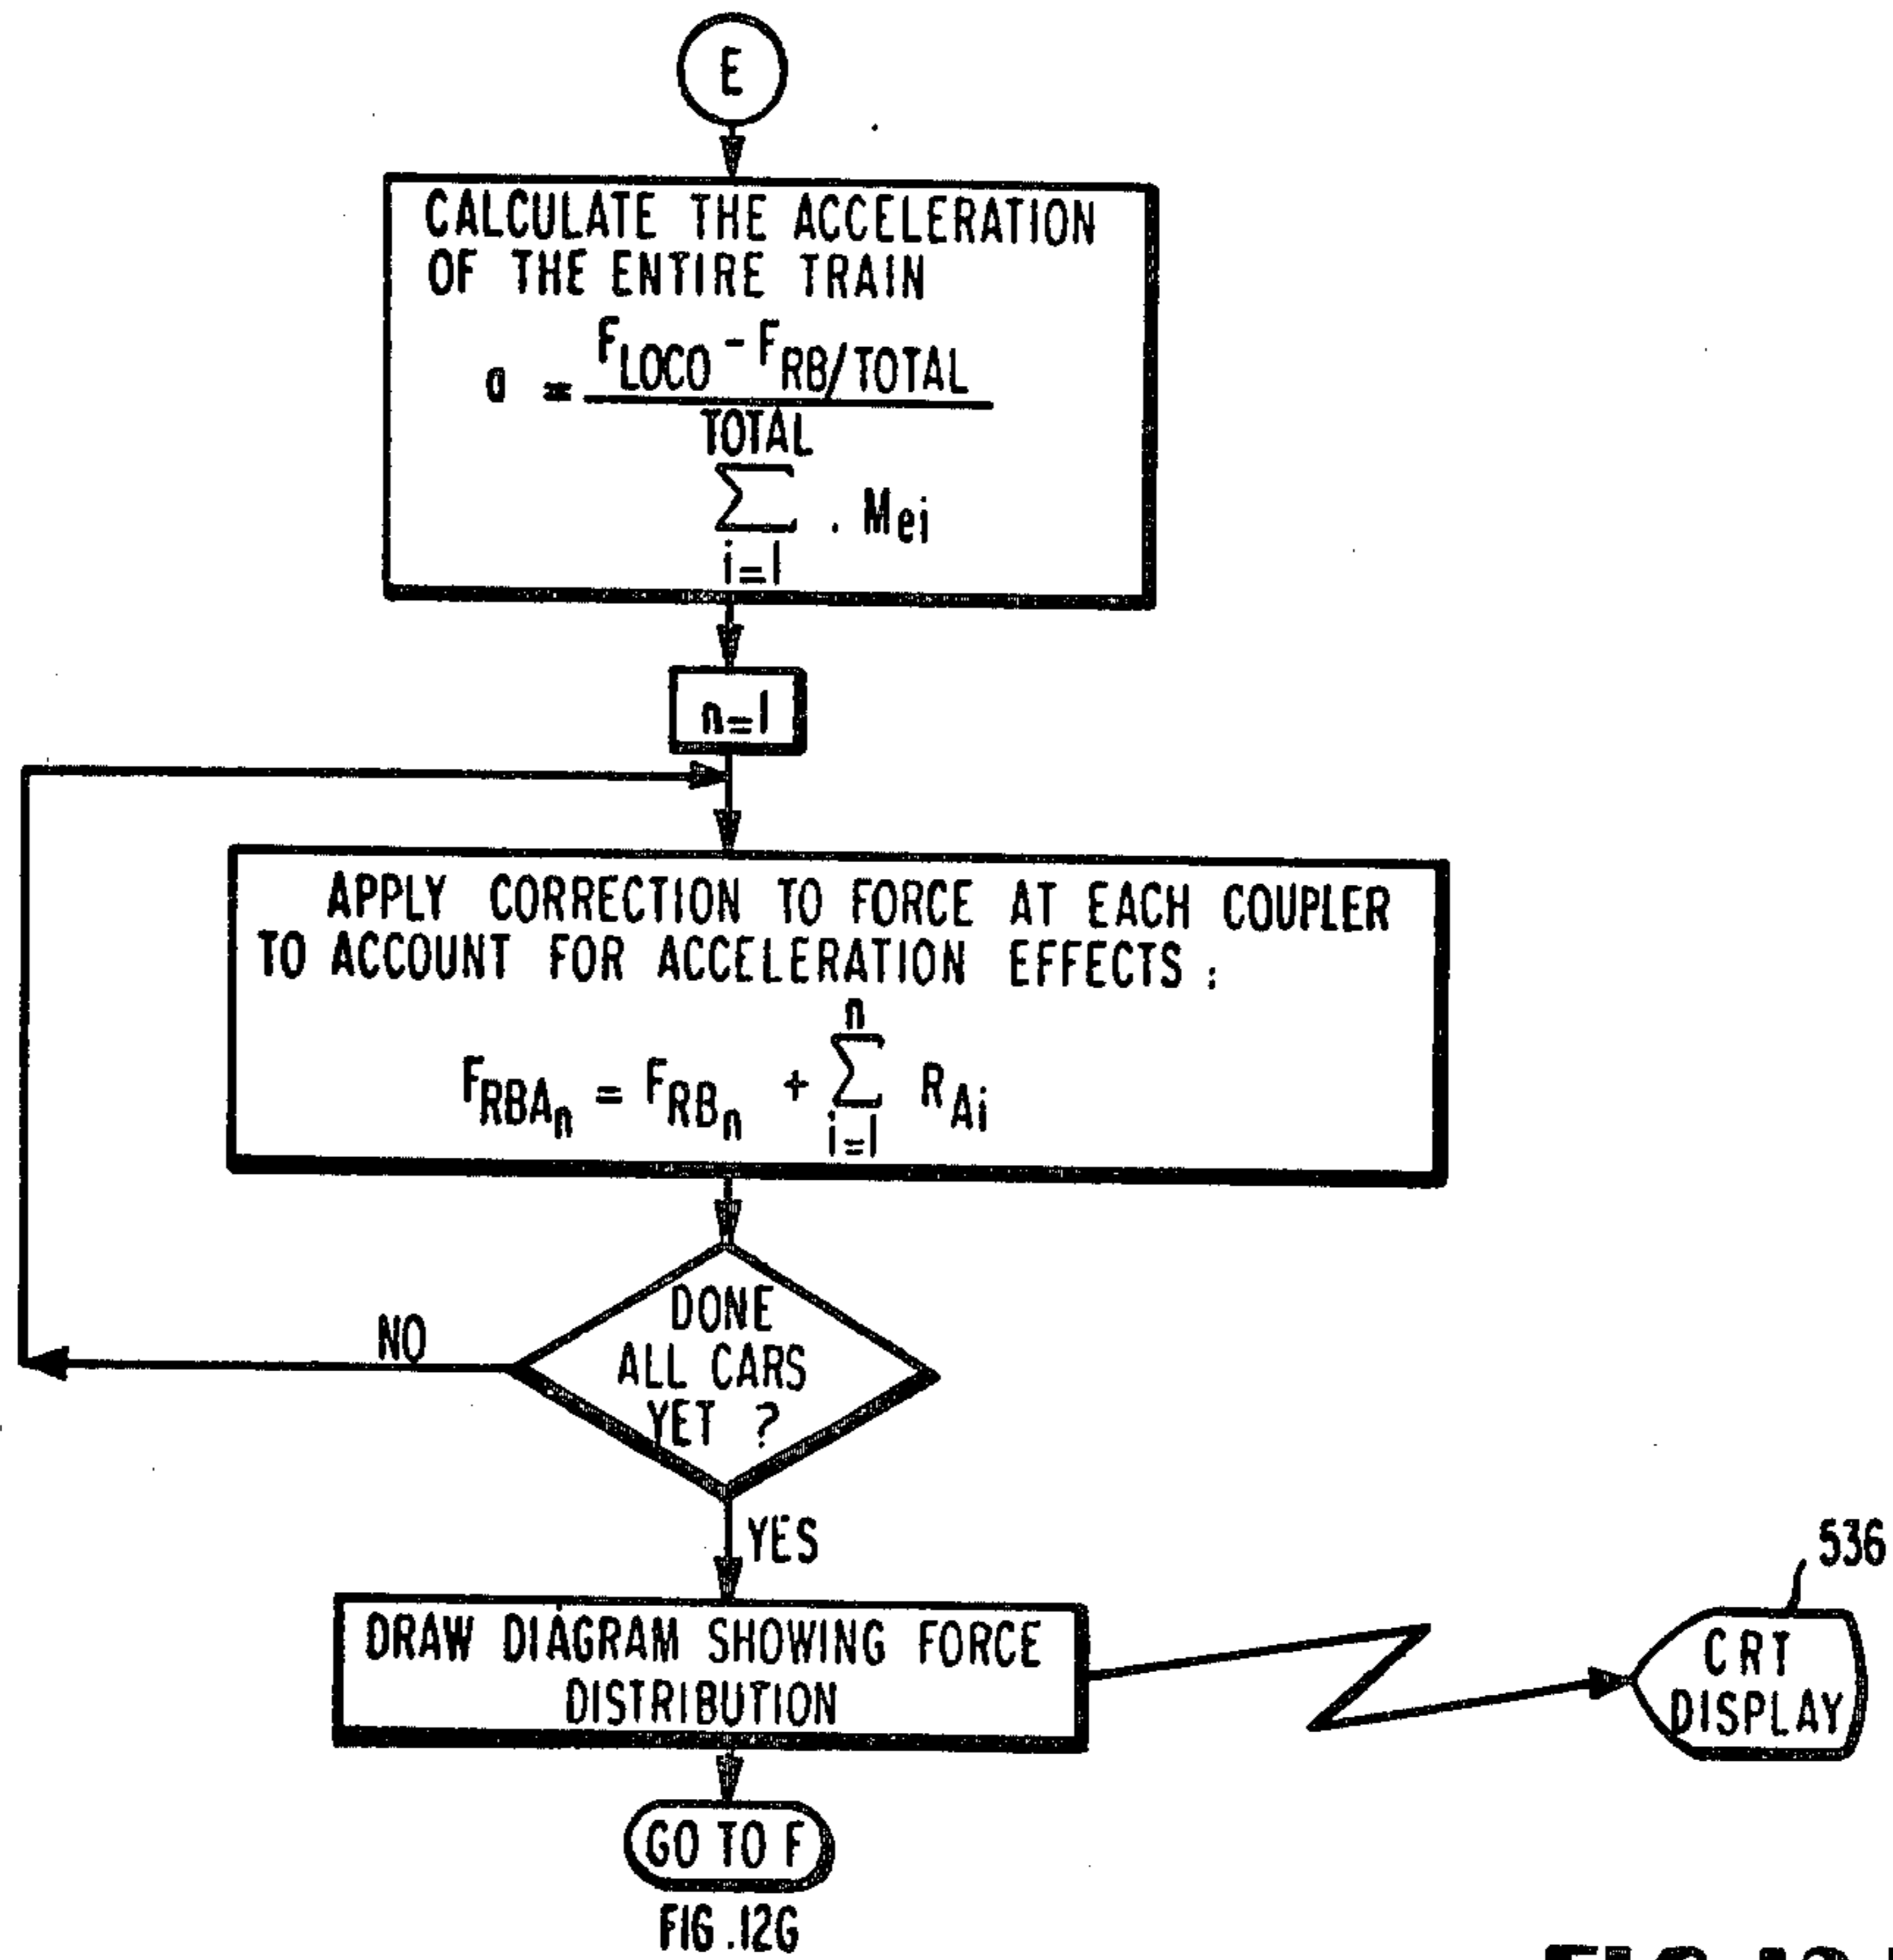 E
CALCULATE THE ACCELERATION
OF THE ENTIRE TRAIN
a = F_LOCO - F_RB/TOTAL
TOTAL
∑ . M_ei
i=1
n=1
APPLY CORRECTION TO FORCE AT EACH COUPLER
TO ACCOUNT FOR ACCELERATION EFFECTS :
n
F_RBA_n = F_RB_n + ∑ R_Ai
i=1
DONE
ALL CARS
YET ?
NO
YES
DRAW DIAGRAM SHOWING FORCE
DISTRIBUTION
536
CRT
DISPLAY
GO TO F
FIG.12G